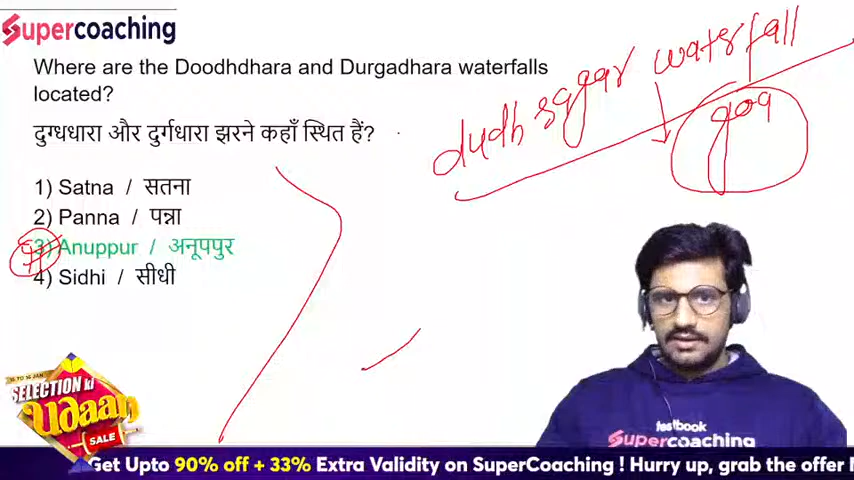 Supercoaching
Where are the Doodhdhara and Durgadhara waterfalls
located?
दुग्धधारा और दुर्गधारा झरने कहाँ स्थित हैं?
1) Satna / सतना
2) Panna / पन्ना
3) Anuppur / अनूपपुर
4) Sidhi / सीधी
dudh sagar waterfall
goa
SELECTION ki
Udaan
SALE
testbook
Supercoaching
Get Upto 90% off + 33% Extra Validity on SuperCoaching ! Hurry up, grab the offer